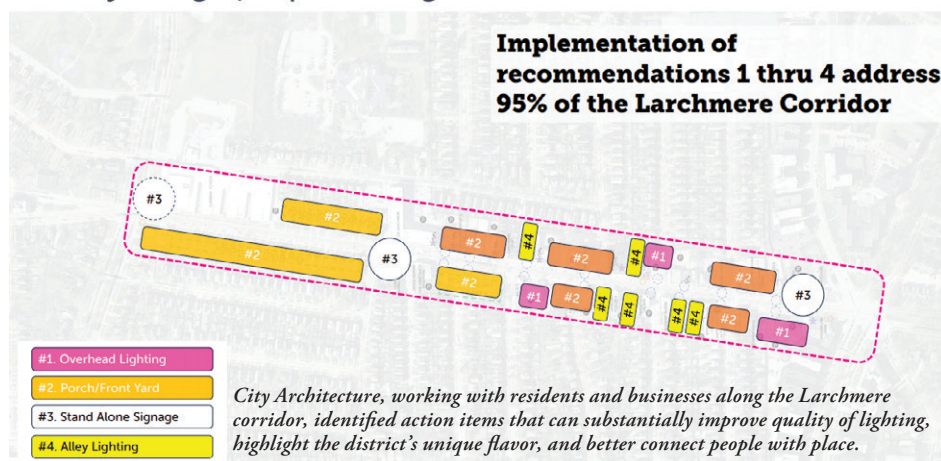 Implementation of
recommendations 1 thru 4 address
95% of the Larchmere Corridor
#3
#2
#2
#3
#2
#4
#2
#4
#1
#2
#3
#2
#1
#2
#4
#4
#4
#4
#2
#1
#1. Overhead Lighting
#2. Porch/Front Yard
#3. Stand Alone Signage
#4. Alley Lighting
City Architecture, working with residents and businesses along the Larchmere
corridor, identified action items that can substantially improve quality of lighting,
highlight the district's unique flavor, and better connect people with place.